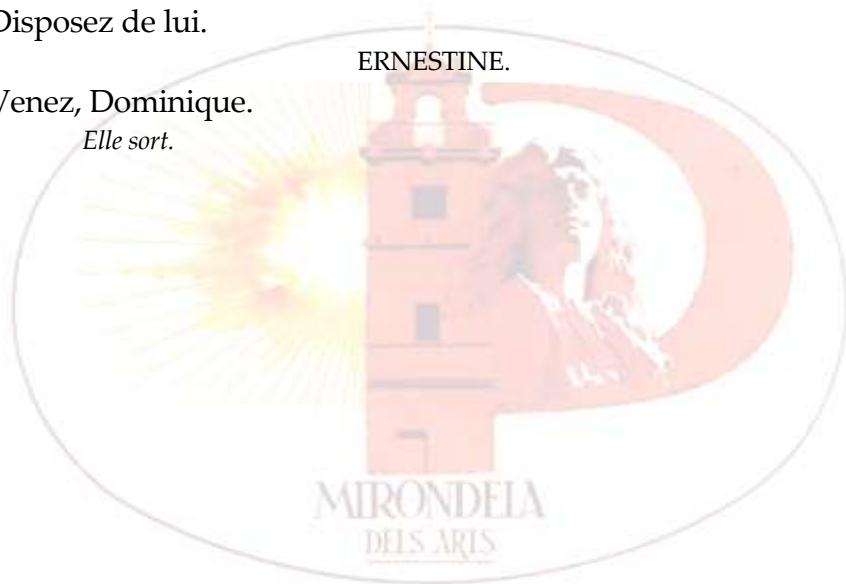 Disposez de lui.
ERNESTINE.
Venez, Dominique.
Elle sort.
MIRONDELA
DELS ARTS